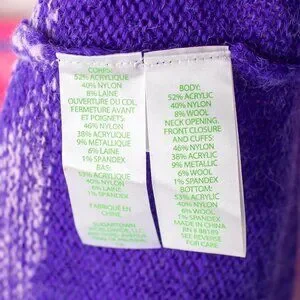 CORPS:
52% ACRYLIQUE
40% NYLON
8% LAINE
OUVERTURE DU COL,
FERMETURE AVANT
ET POIGNETS:
46% NYLON
38% ACRYLIQUE
9% METALLIQUE
6% LAINE
1% SPANDEX
BAS:
53% ACRYLIQUE
40% NYLON
6% LAINE
1% SPANDEX
FABRIQUÉ EN
CHINE
BODY:
52% ACRYLIC
40% NYLON
8% WOOL
NECK OPENING,
FRONT CLOSURE
AND CUFFS:
46% NYLON
38% ACRYLIC
9% METALLIC
6% WOOL
1% SPANDEX
BOTTOM:
53% ACRYLIC
40% NYLON
6% WOOL
1% SPANDEX
MADE IN CHINA
RN # 88189
SEE REVERSE
FOR CARE